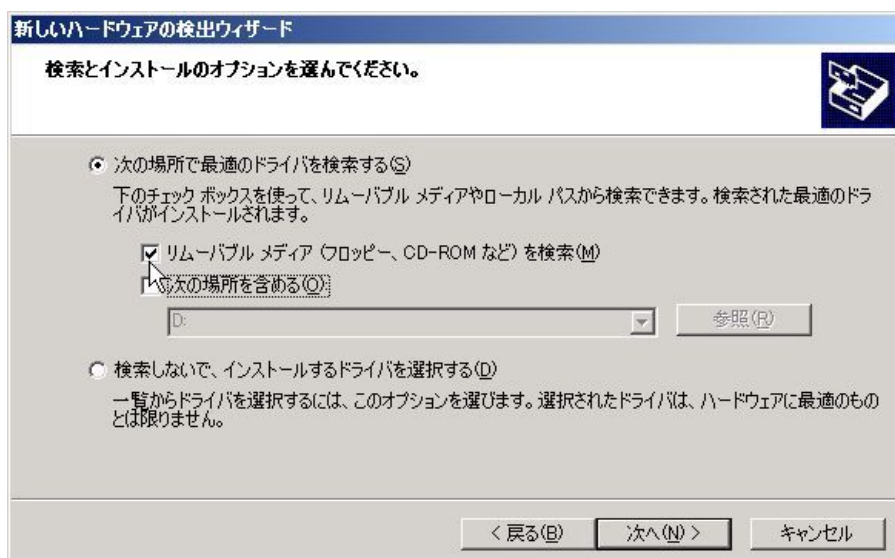 新しいハードウェアの検出ウィザード
検索とインストールのオプションを選んでください。
次の場所で最適のドライバを検索する(S)
下のチェック ボックスを使って、リムーバブル メディアやローカル パスから検索できます。検索された最適のドラ
イバがインストールされます。
リムーバブル メディア (フロッピー、CD-ROM など) を検索(M)
次の場所を含める(O):
D:
参照(R)
検索しないで、インストールするドライバを選択する(D)
一覧からドライバを選択するには、このオプションを選びます。選択されたドライバは、ハードウェアに最適のもの
とは限りません。
< 戻る(B)
次へ(N) >
キャンセル